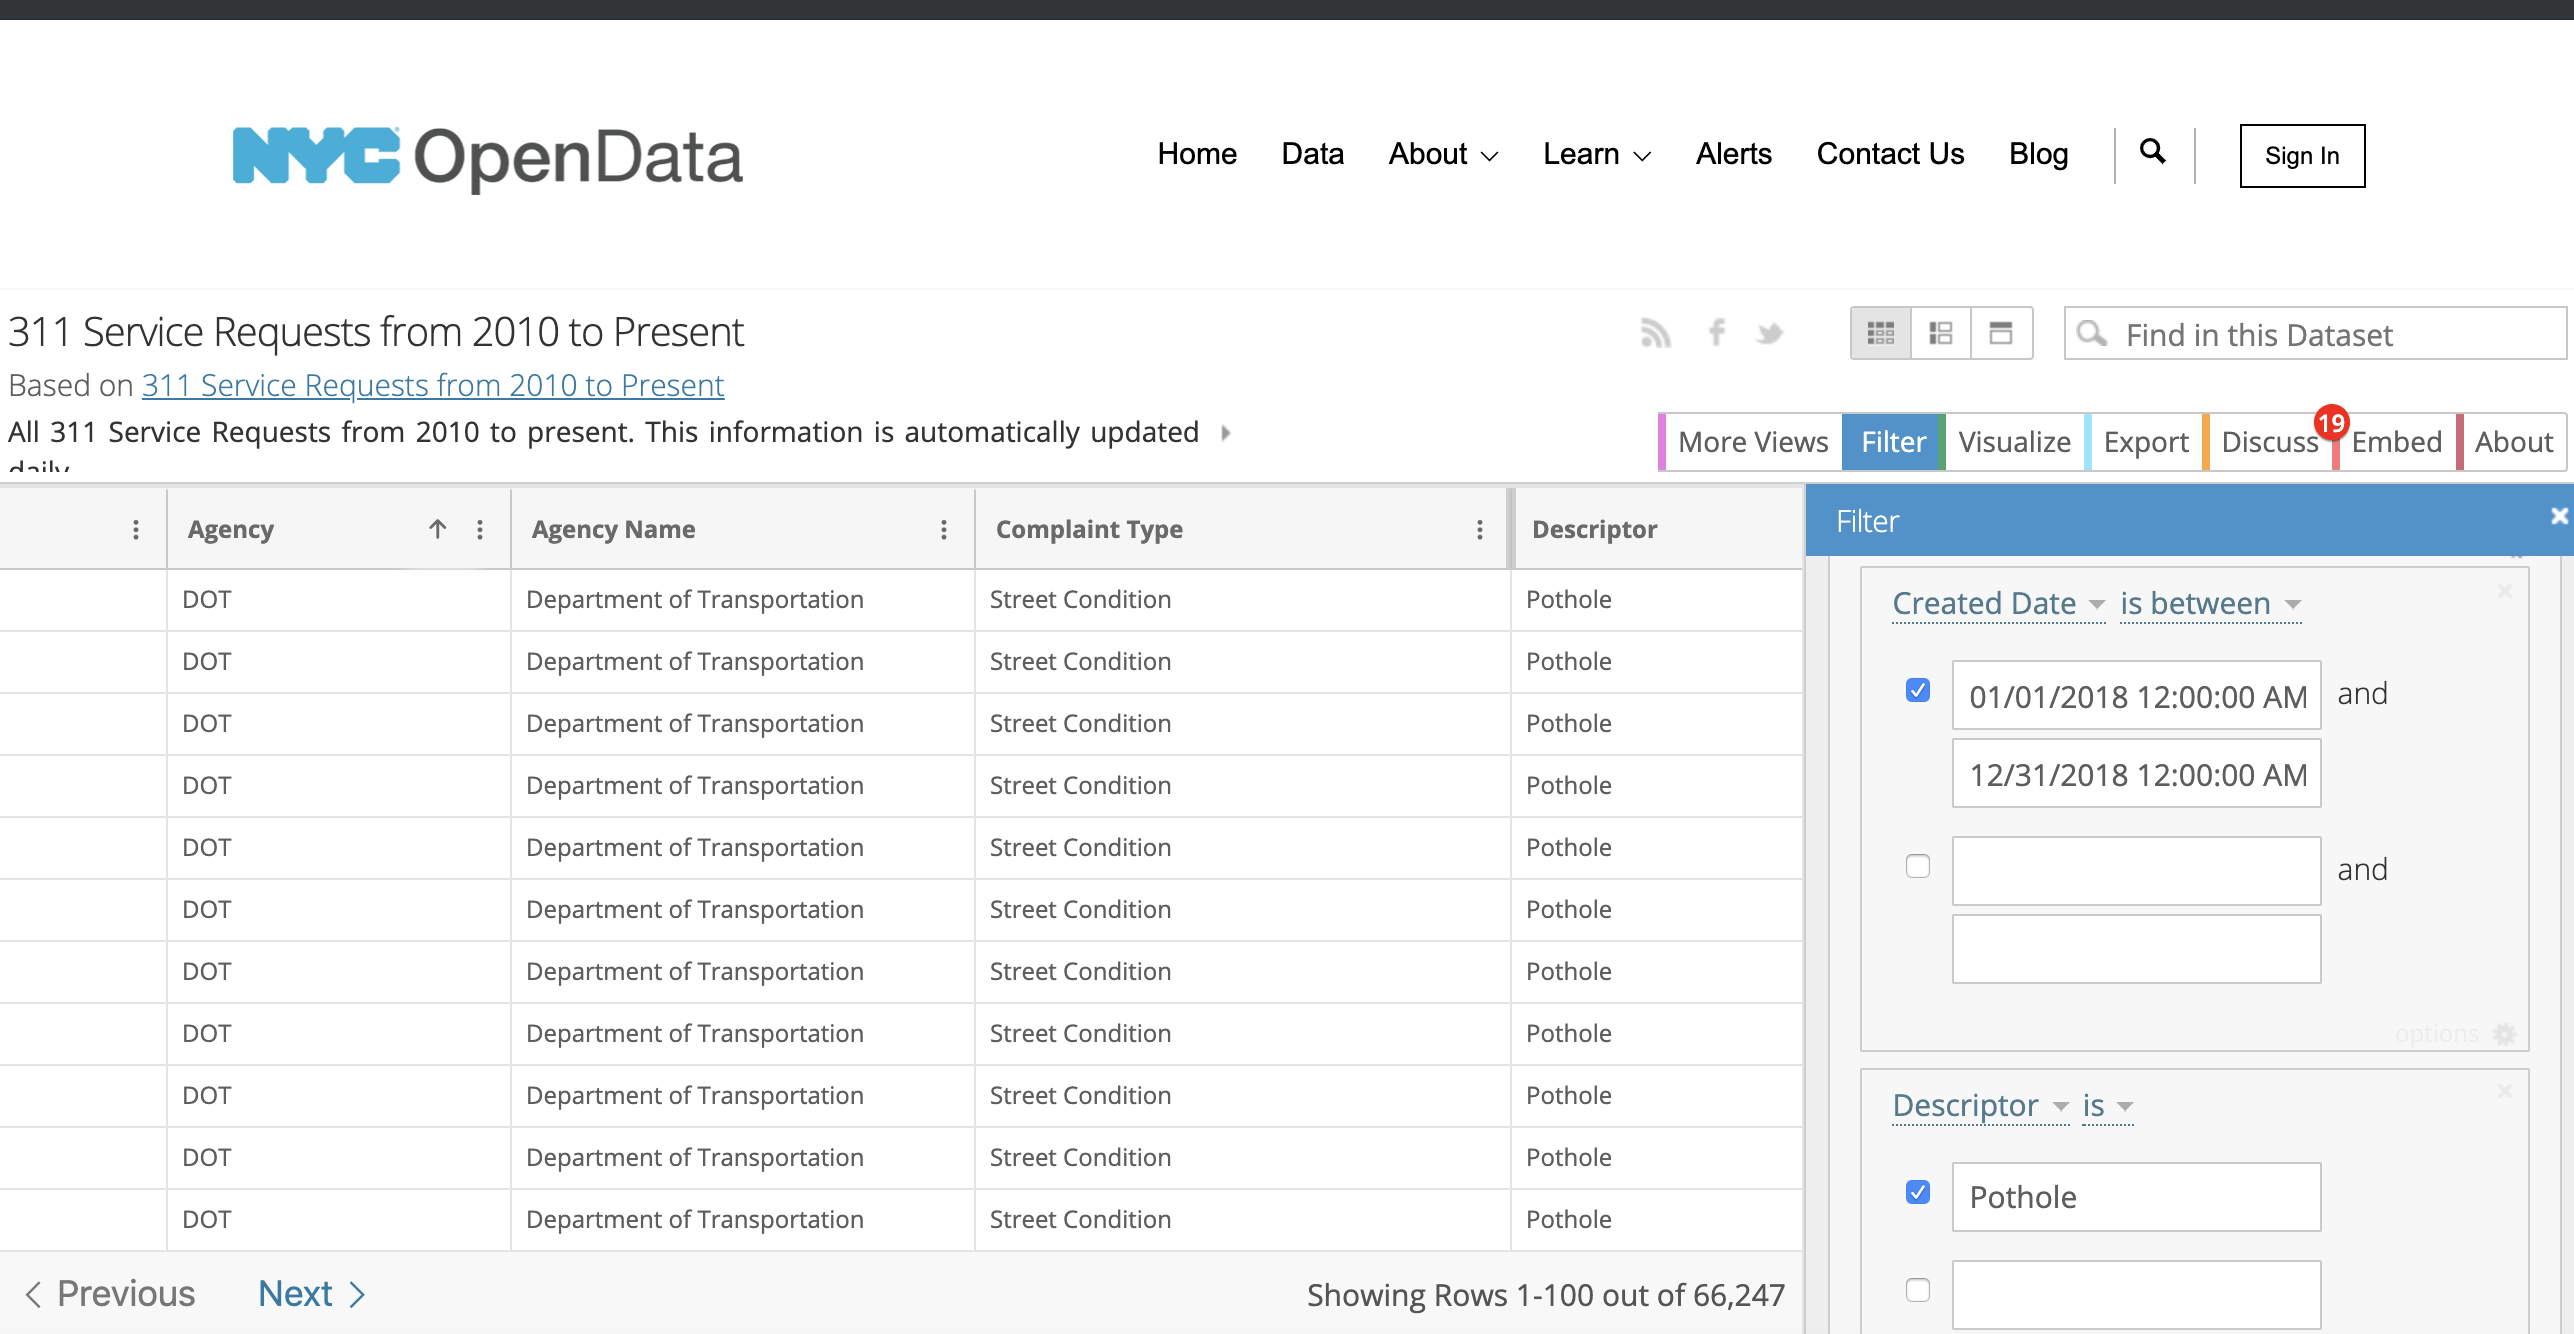 NYC OpenData
Home Data About Learn Alerts Contact Us Blog Sign In
311 Service Requests from 2010 to Present
Find in this Dataset
Based on 311 Service Requests from 2010 to Present
All 311 Service Requests from 2010 to present. This information is automatically updated
daily
More Views Filter Visualize Export Discuss 19 Embed About
Agency Agency Name Complaint Type Descriptor
DOT Department of Transportation Street Condition Pothole
DOT Department of Transportation Street Condition Pothole
DOT Department of Transportation Street Condition Pothole
DOT Department of Transportation Street Condition Pothole
DOT Department of Transportation Street Condition Pothole
DOT Department of Transportation Street Condition Pothole
DOT Department of Transportation Street Condition Pothole
DOT Department of Transportation Street Condition Pothole
DOT Department of Transportation Street Condition Pothole
DOT Department of Transportation Street Condition Pothole
DOT Department of Transportation Street Condition Pothole
Previous Next Showing Rows 1-100 out of 66,247
Filter
Created Date is between
01/01/2018 12:00:00 AM and
12/31/2018 12:00:00 AM
and
options
Descriptor is
Pothole